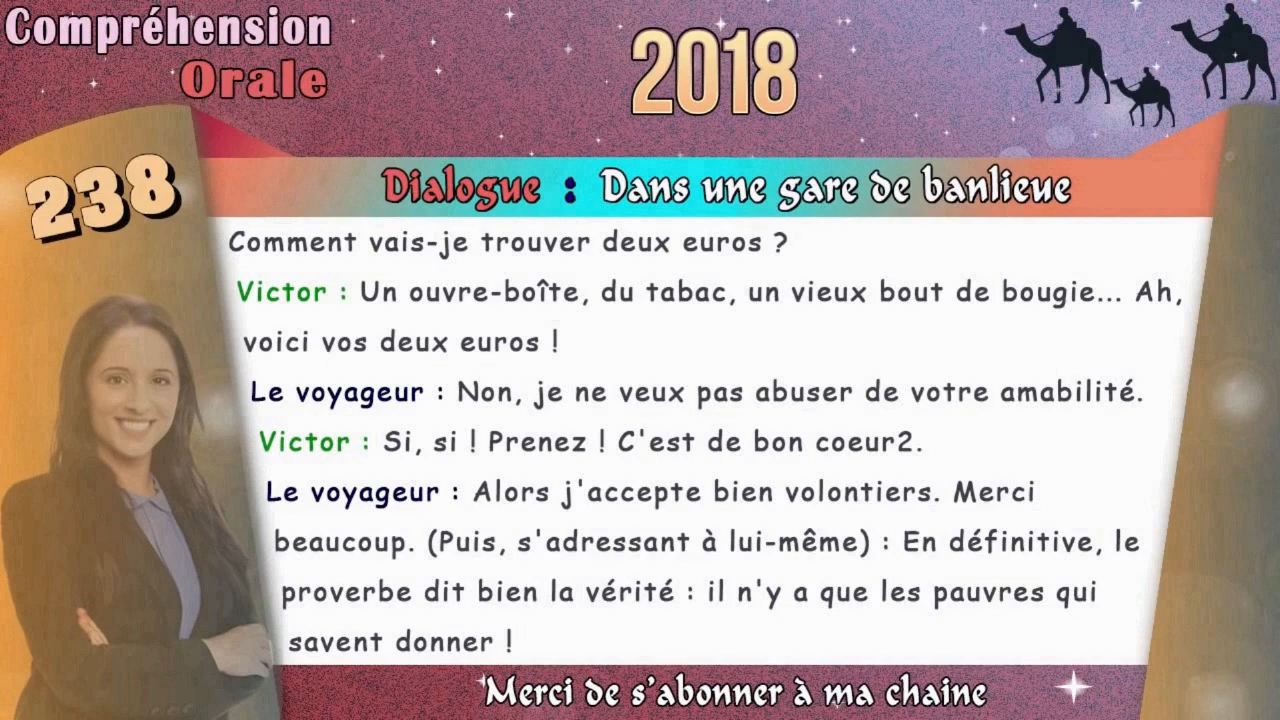 Compréhension
Orale
2018
238
Dialogue : Dans une gare de banlieue
Comment vais-je trouver deux euros ?
Victor : Un ouvre-boîte, du tabac, un vieux bout de bougie... Ah,
voici vos deux euros !
Le voyageur : Non, je ne veux pas abuser de votre amabilité.
Victor : Si, si ! Prenez ! C'est de bon coeur2.
Le voyageur : Alors j'accepte bien volontiers. Merci
beaucoup. (Puis, s'adressant à lui-même) : En définitive, le
proverbe dit bien la vérité : il n'y a que les pauvres qui
savent donner !
Merci de s'abonner à ma chaine